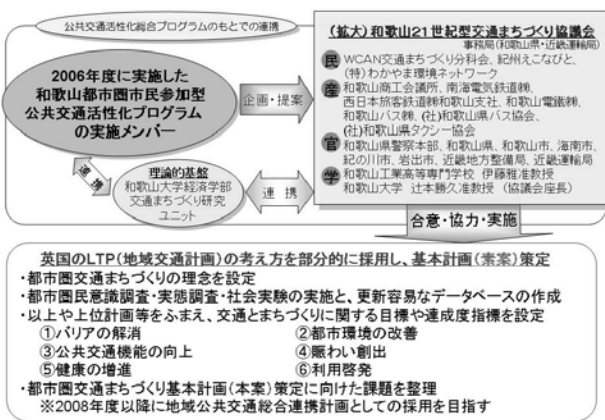 公共交通活性化総合プログラムのもとでの連携
2006年度に実施した
和歌山都市圏市民参加型
公共交通活性化プログラム
の実施メンバー
企画・提案
連携
理論的基盤
和歌山大学経済学部
交通まちづくり研究
ユニット
連携
(拡大)和歌山21世紀型交通まちづくり協議会
事務局(和歌山県・近畿運輸局)
民 WCAN交通まちづくり分科会、紀州えこなびと、
(特)わかやま環境ネットワーク
産 和歌山商工会議所、南海電気鉄道㈱、
西日本旅客鉄道㈱和歌山支社、和歌山電鐵㈱、
和歌山バス㈱、(社)和歌山県バス協会、
(社)和歌山県タクシー協会
官 和歌山県警察本部、和歌山県、和歌山市、海南市、
紀の川市、岩出市、近畿地方整備局、近畿運輸局
学 和歌山工業高等専門学校 伊藤雅准教授
和歌山大学 辻本勝久准教授 (協議会座長)
合意・協力・実施
英国のLTP(地域交通計画)の考え方を部分的に採用し、基本計画(素案)策定
・都市圏交通まちづくりの理念を設定
・都市圏民意識調査・実態調査・社会実験の実施と、更新容易なデータベースの作成
・以上や上位計画等をふまえ、交通とまちづくりに関する目標や達成度指標を設定
①バリアの解消 ②都市環境の改善
③公共交通機能の向上 ④賑わい創出
⑤健康の増進 ⑥利用啓発
・都市圏交通まちづくり基本計画(本案)策定に向けた課題を整理
※2008年度以降に地域公共交通総合連携計画としての採用を目指す